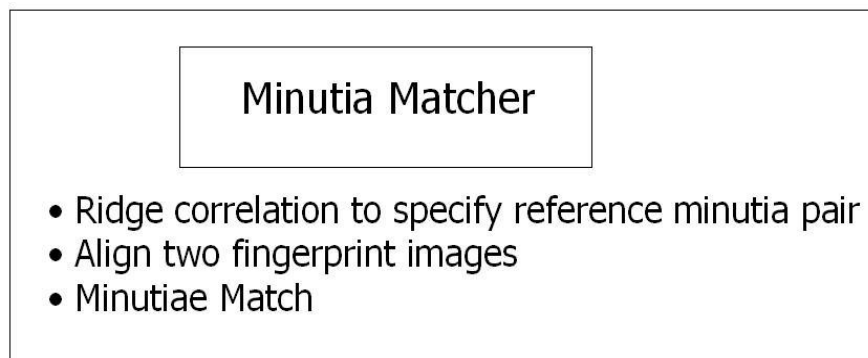 Minutia Matcher
• Ridge correlation to specify reference minutia pair
• Align two fingerprint images
• Minutiae Match